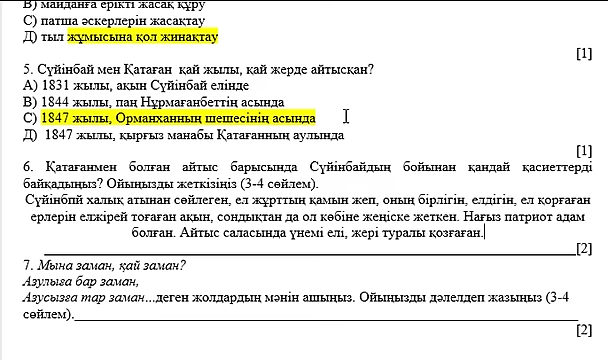 В) майданға ерікті жасақ құру
С) патша әскерлерін жасақтау
Д) тыл жұмысына қол жинақтау
[1]
5. Сүйінбай мен Қатаған қай жылы, қай жерде айтысқан?
А) 1831 жылы, ақын Сүйінбай елінде
В) 1844 жылы, паң Нұрмағанбеттің асында
С) 1847 жылы, Орманханның шешесінің асында
Д) 1847 жылы, қырғыз манабы Қатағанның аулында
[1]
6. Қатағанмен болған айтыс барысында Сүйінбайдың бойынан қандай қасиеттерді
байқадыңыз? Ойыңызды жеткізіңіз (3-4 сөйлем).
Сүйінбпй халық атынан сөйлеген, ел жұрттың қамын жеп, оның бірлігін, елдігін, ел қорғаған
ерлерін елжірей тоғаған ақын, сондықтан да ол көбіне жеңіске жеткен. Нағыз патриот адам
болған. Айтыс саласында үнемі елі, жері туралы қозғаған.
[2]
7. Мына заман, қай заман?
Азулыға бар заман,
Азусызға тар заман...деген жолдардың мәнін ашыңыз. Ойыңызды дәлелдеп жазыңыз (3-4
сөйлем).
[2]